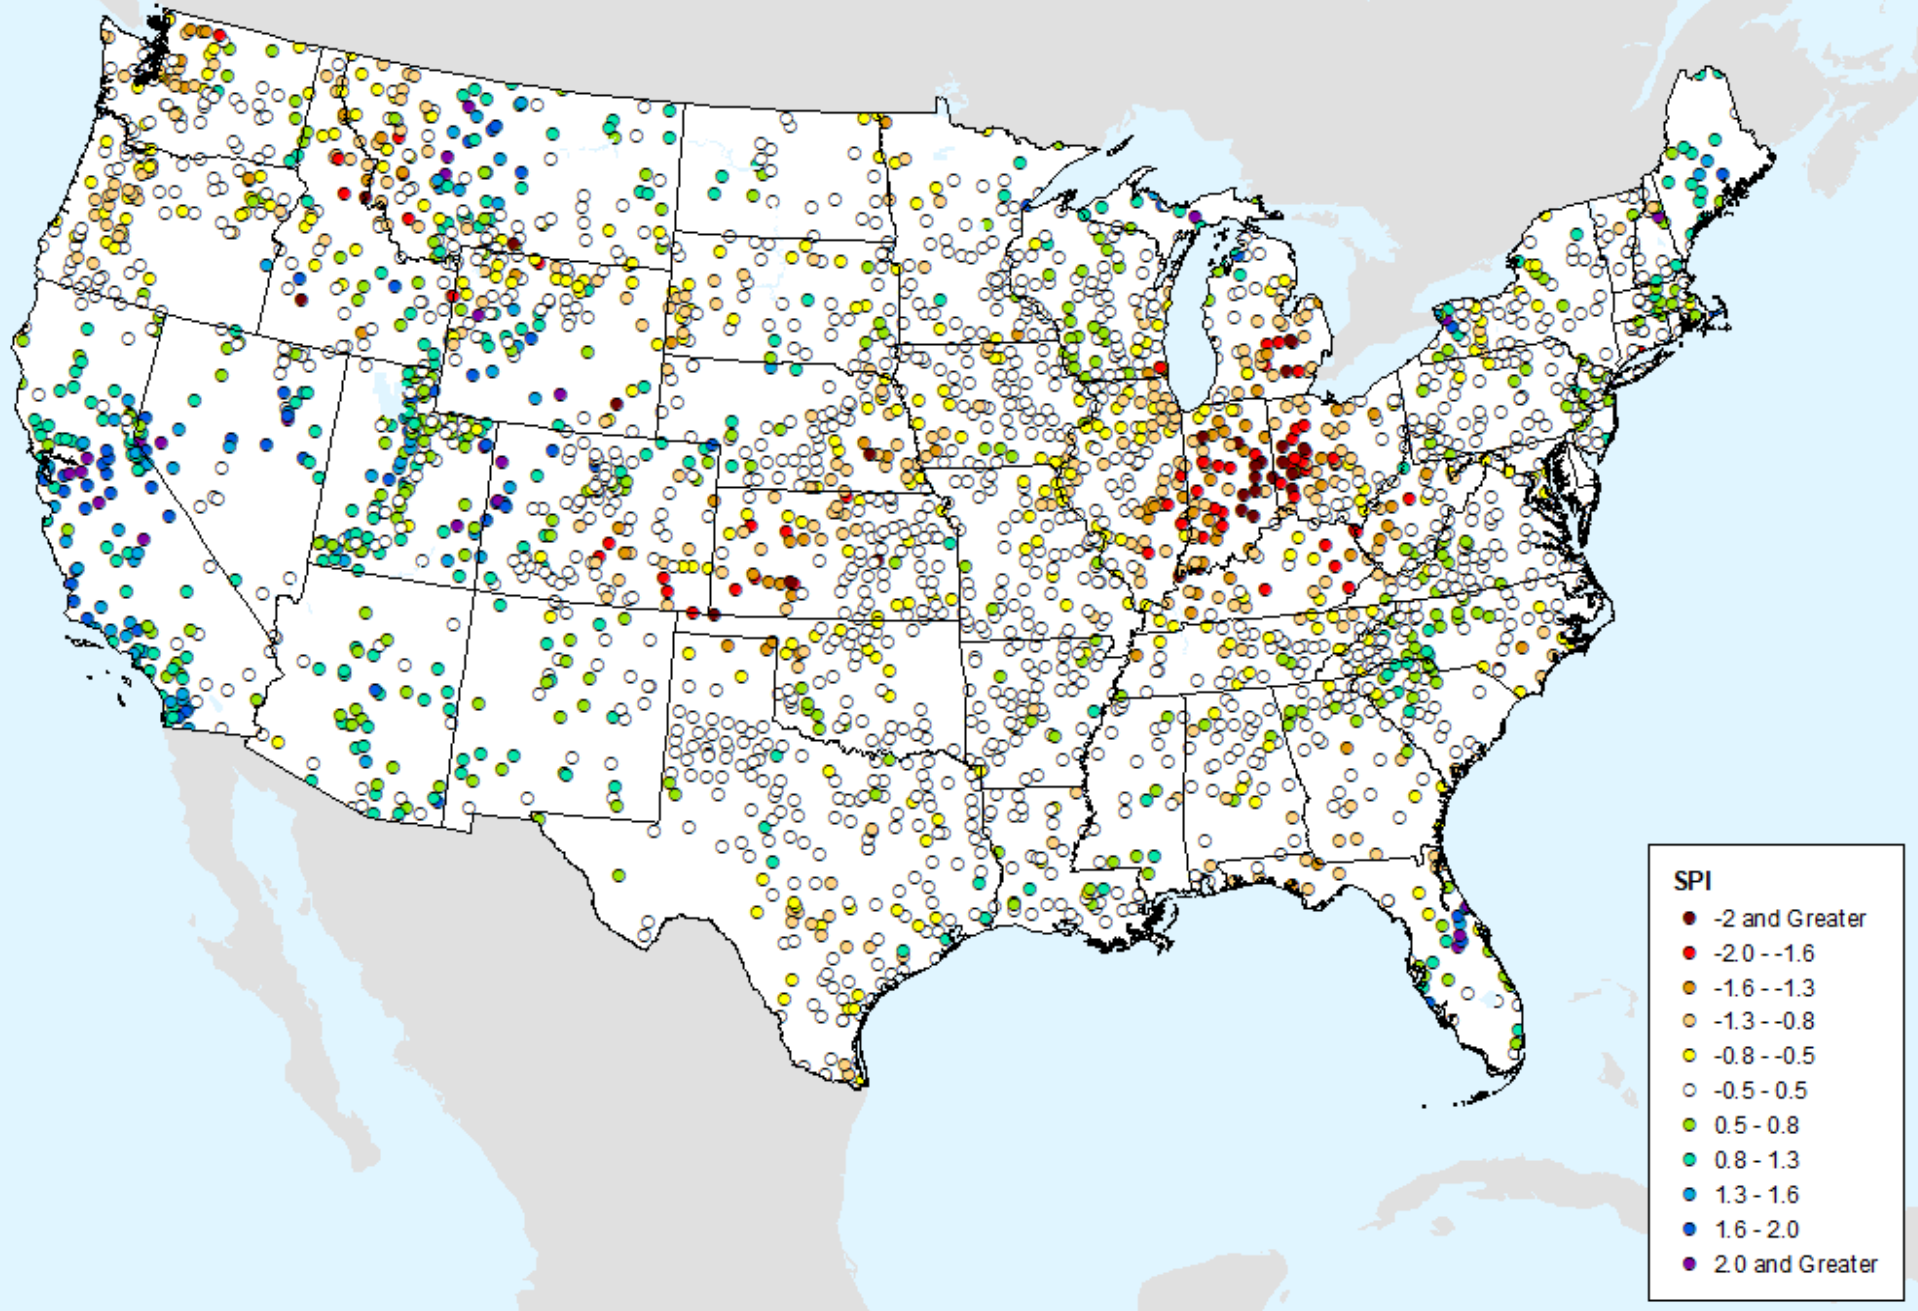 SPI
-2 and Greater
-2.0 - -1.6
-1.6 - -1.3
-1.3 - -0.8
-0.8 - -0.5
-0.5 - 0.5
0.5 - 0.8
0.8 - 1.3
1.3 - 1.6
1.6 - 2.0
2.0 and Greater